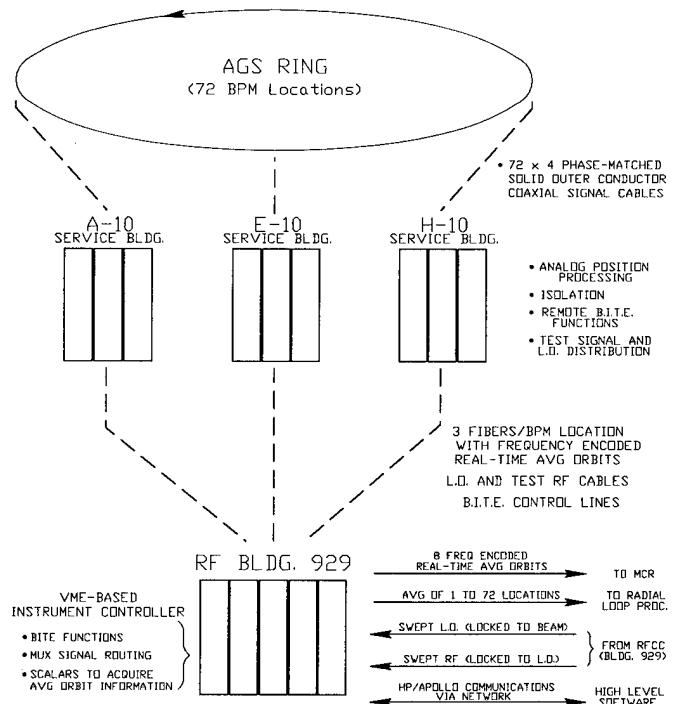 AGS RING
(72 BPM Locations)
• 72 x 4 PHASE-MATCHED
SOLID OUTER CONDUCTOR
COAXIAL SIGNAL CABLES
A-10
SERVICE BLDG.
E-10
SERVICE BLDG.
H-10
SERVICE BLDG.
• ANALOG POSITION
PROCESSING
• ISOLATION
• REMOTE B.I.T.E.
FUNCTIONS
• TEST SIGNAL AND
L.O. DISTRIBUTION
3 FIBERS/BPM LOCATION
WITH FREQUENCY ENCODED
REAL-TIME AVG ORBITS
L.O. AND TEST RF CABLES
B.I.T.E. CONTROL LINES
RF BLDG. 929
VME-BASED
INSTRUMENT CONTROLLER
• BITE FUNCTIONS
• MUX SIGNAL ROUTING
• SCALARS TO ACQUIRE
AVG ORBIT INFORMATION
8 FREQ ENCODED
REAL-TIME AVG ORBITS
TO MCR
AVG OF 1 TO 72 LOCATIONS
TO RADIAL
LOOP PROC.
SWEPT L.O. (LOCKED TO BEAM)
SWEPT RF (LOCKED TO L.O.)
FROM RFCC
(BLDG. 929)
HP/APOLLO COMMUNICATIONS
VIA NETWORK
HIGH LEVEL
SOFTWARE